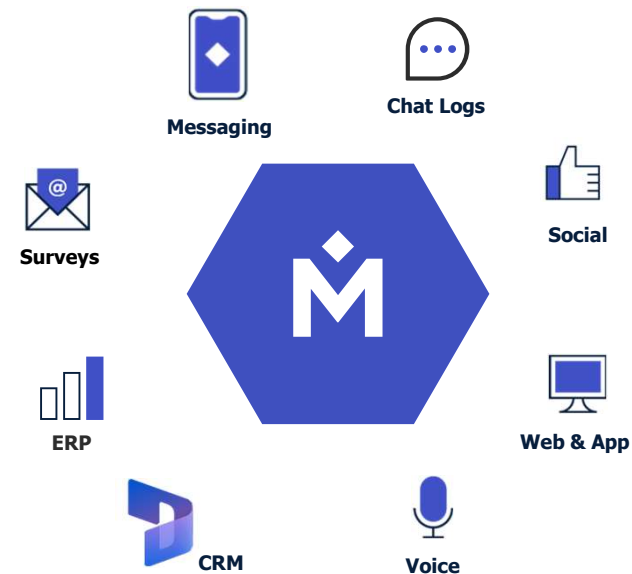 Messaging
Chat Logs
Surveys
@
Social
M
ERP
Web & App
CRM
Voice